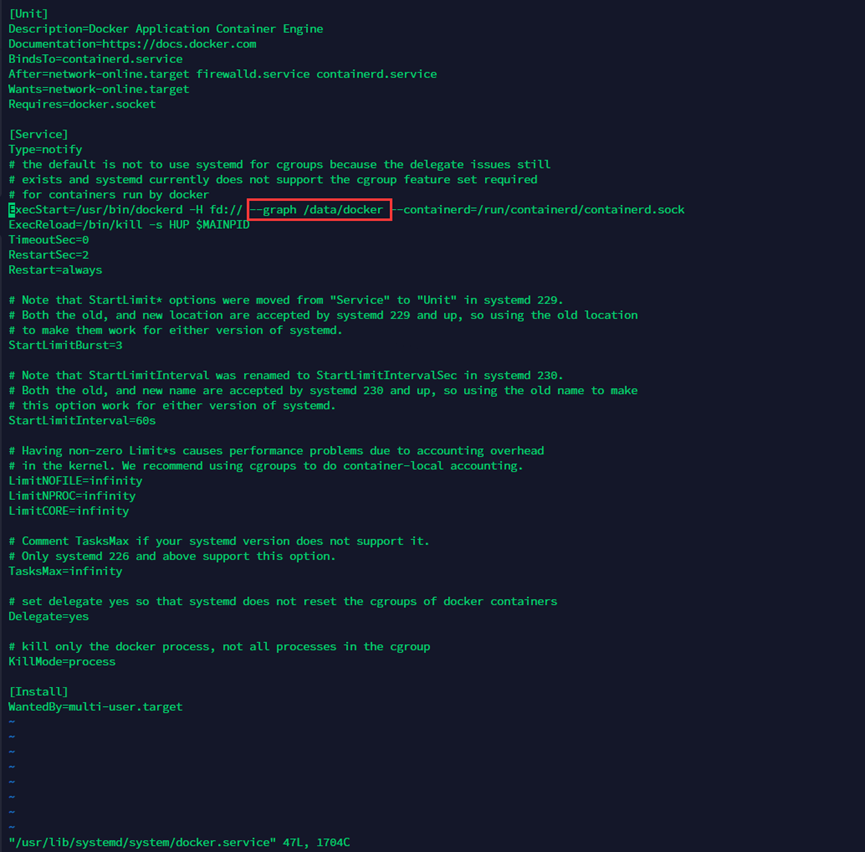 [Unit]
Description=Docker Application Container Engine
Documentation=https://docs.docker.com
BindsTo=containerd.service
After=network-online.target firewalld.service containerd.service
Wants=network-online.target
Requires=docker.socket

[Service]
Type=notify
# the default is not to use systemd for cgroups because the delegate issues still
# exists and systemd currently does not support the cgroup feature set required
# for containers run by docker
ExecStart=/usr/bin/dockerd -H fd:// --graph /data/docker --containerd=/run/containerd/containerd.sock
ExecReload=/bin/kill -s HUP $MAINPID
TimeoutSec=0
RestartSec=2
Restart=always

# Note that StartLimit* options were moved from "Service" to "Unit" in systemd 229.
# Both the old, and new location are accepted by systemd 229 and up, so using the old location
# to make them work for either version of systemd.
StartLimitBurst=3

# Note that StartLimitInterval was renamed to StartLimitIntervalSec in systemd 230.
# Both the old, and new name are accepted by systemd 230 and up, so using the old name to make
# this option work for either version of systemd.
StartLimitInterval=60s

# Having non-zero Limit*s causes performance problems due to accounting overhead
# in the kernel. We recommend using cgroups to do container-local accounting.
LimitNOFILE=infinity
LimitNPROC=infinity
LimitCORE=infinity

# Comment TasksMax if your systemd version does not support it.
# Only systemd 226 and above support this option.
TasksMax=infinity

# set delegate yes so that systemd does not reset the cgroups of docker containers
Delegate=yes

# kill only the docker process, not all processes in the cgroup
KillMode=process

[Install]
WantedBy=multi-user.target
~
~
~
~
~
~
~
~
"/usr/lib/systemd/system/docker.service" 47L, 1704C